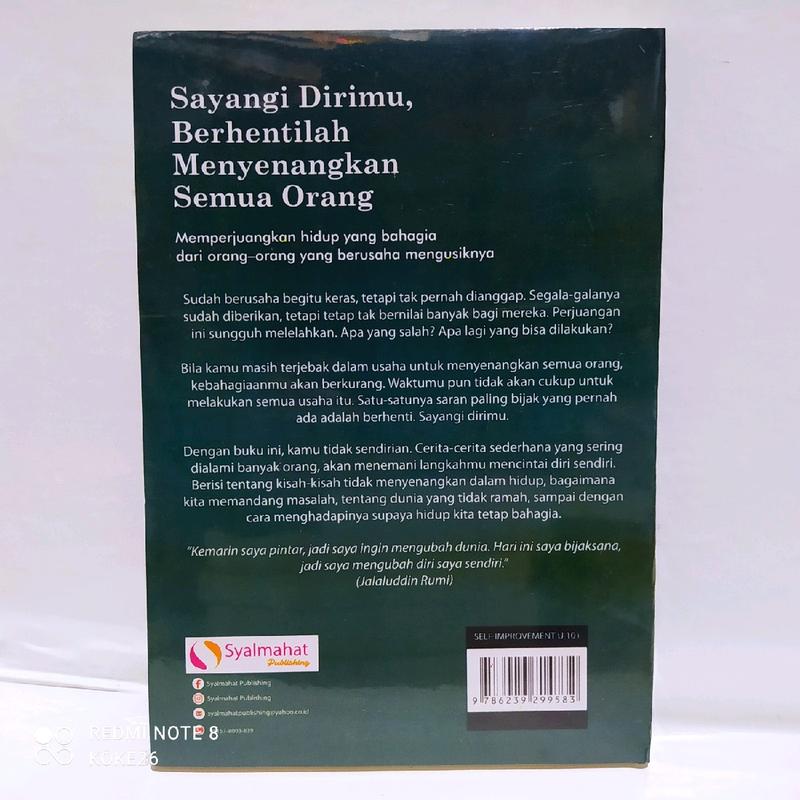 Sayangi Dirimu,
Berhentilah
Menyenangkan
Semua Orang
Memperjuangkan hidup yang bahagia
dari orang-orang yang berusaha mengusiknya
Sudah berusaha begitu keras, tetapi tak pernah dianggap. Segala-galanya
sudah diberikan, tetapi tetap tak bernilai banyak bagi mereka. Perjuangan
ini sungguh melelahkan. Apa yang salah? Apa lagi yang bisa dilakukan?
Bila kamu masih terjebak dalam usaha untuk menyenangkan semua orang,
kebahagiaanmu akan berkurang. Waktumu pun tidak akan cukup untuk
melakukan semua usaha itu. Satu-satunya saran paling bijak yang pernah
ada adalah berhenti. Sayangi dirimu.
Dengan buku ini, kamu tidak sendirian. Cerita-cerita sederhana yang sering
dialami banyak orang, akan menemani langkahmu mencintai diri sendiri.
Berisi tentang kisah-kisah tidak menyenangkan dalam hidup, bagaimana
kita memandang masalah, tentang dunia yang tidak ramah, sampai dengan
cara menghadapinya supaya hidup kita tetap bahagia.
"Kemarin saya pintar, jadi saya ingin mengubah dunia. Hari ini saya bijaksana,
jadi saya mengubah diri saya sendiri."
(Jalaluddin Rumi)
Syalmahat
Publishing
Syalmahat Publishing
Syalmahat Publishing
syalmahatpublishing@yahoo.co.id
SELF IMPROVEMENT U 10+
9 786239 299583
REDMI NOTE 8
KOKE26